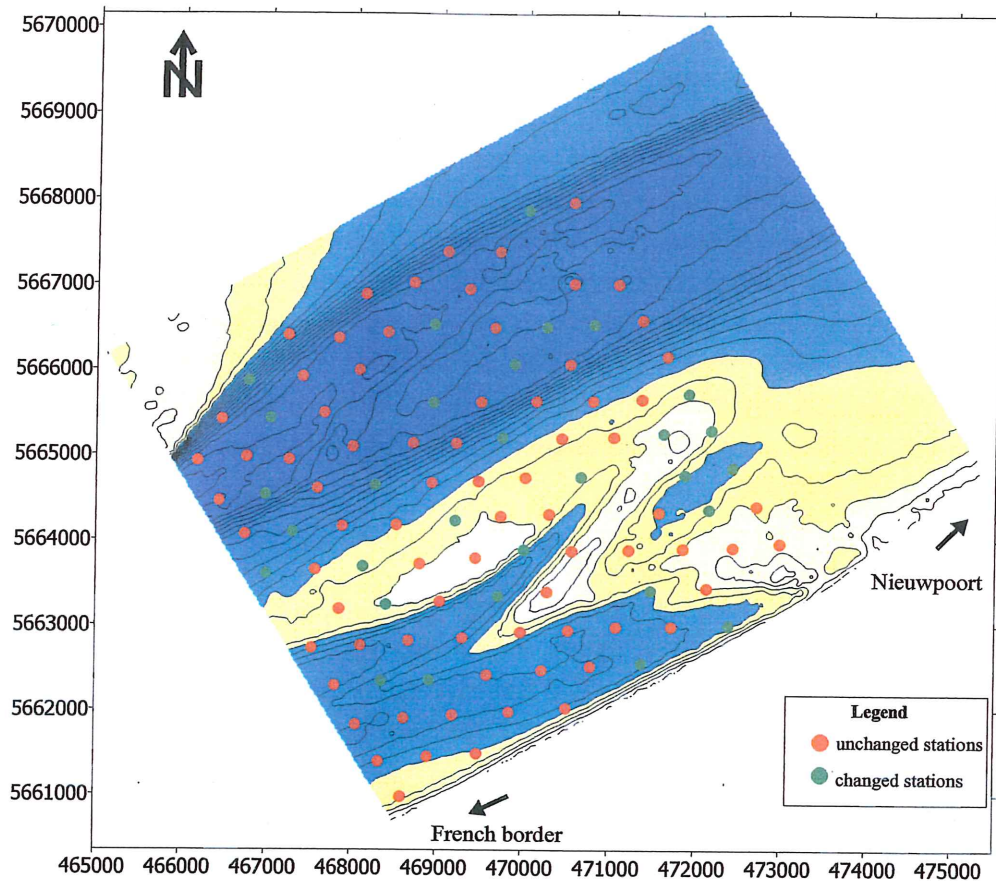 5670000
N
5669000
5668000
5667000
5666000
5665000
5664000
Nieuwpoort
5663000
5662000
Legend
unchanged stations
changed stations
5661000
French border
465000 466000 467000 468000 469000 470000 471000 472000 473000 474000 475000